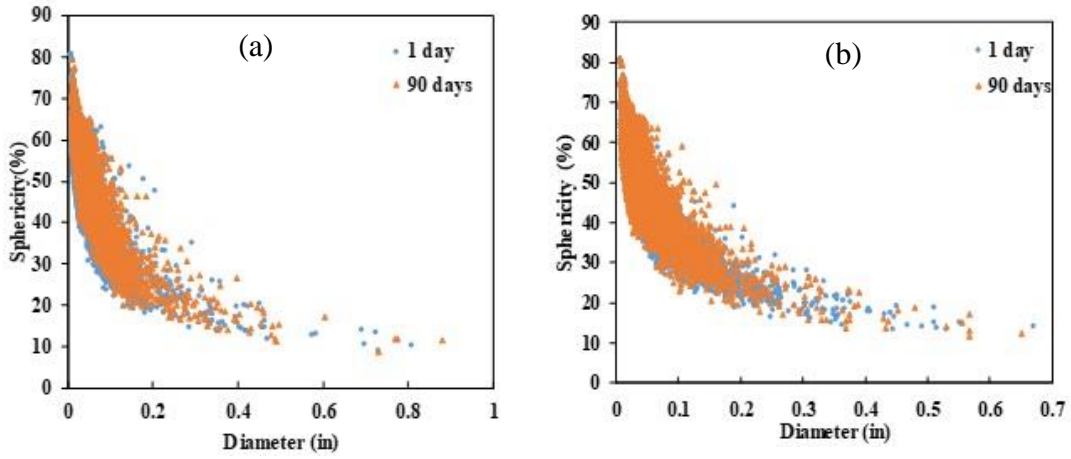 (a)
1 day
90 days
90
80
70
60
50
40
30
20
10
0
Sphericity(%)
0 0.2 0.4 0.6 0.8 1
Diameter (in)
(b)
1 day
90 days
90
80
70
60
50
40
30
20
10
0
Sphericity (%)
0 0.1 0.2 0.3 0.4 0.5 0.6 0.7
Diameter (in)